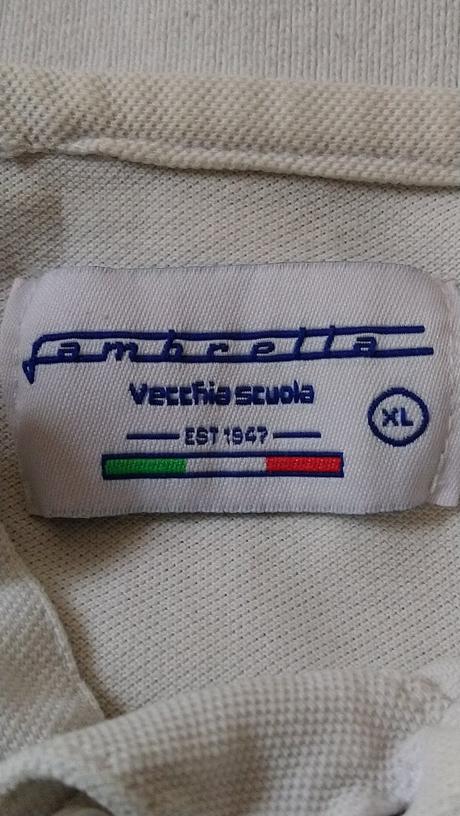 lambretta
Vecchia scuola
XL
EST 1947